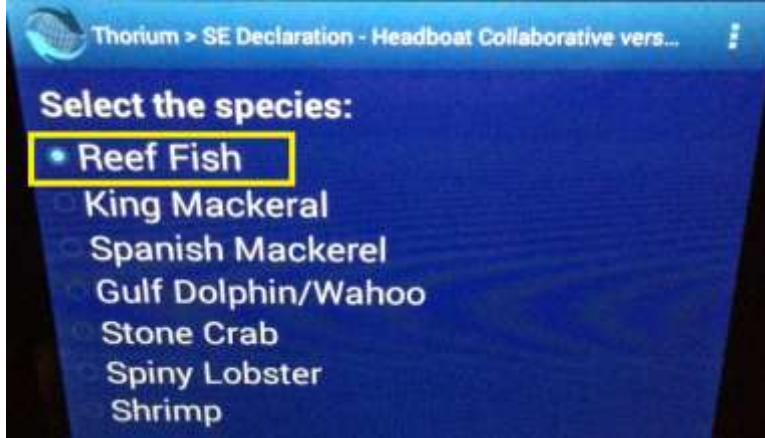 Thorium > SE Declaration - Headboat Collaborative vers...
Select the species:
Reef Fish
King Mackeral
Spanish Mackerel
Gulf Dolphin/Wahoo
Stone Crab
Spiny Lobster
Shrimp